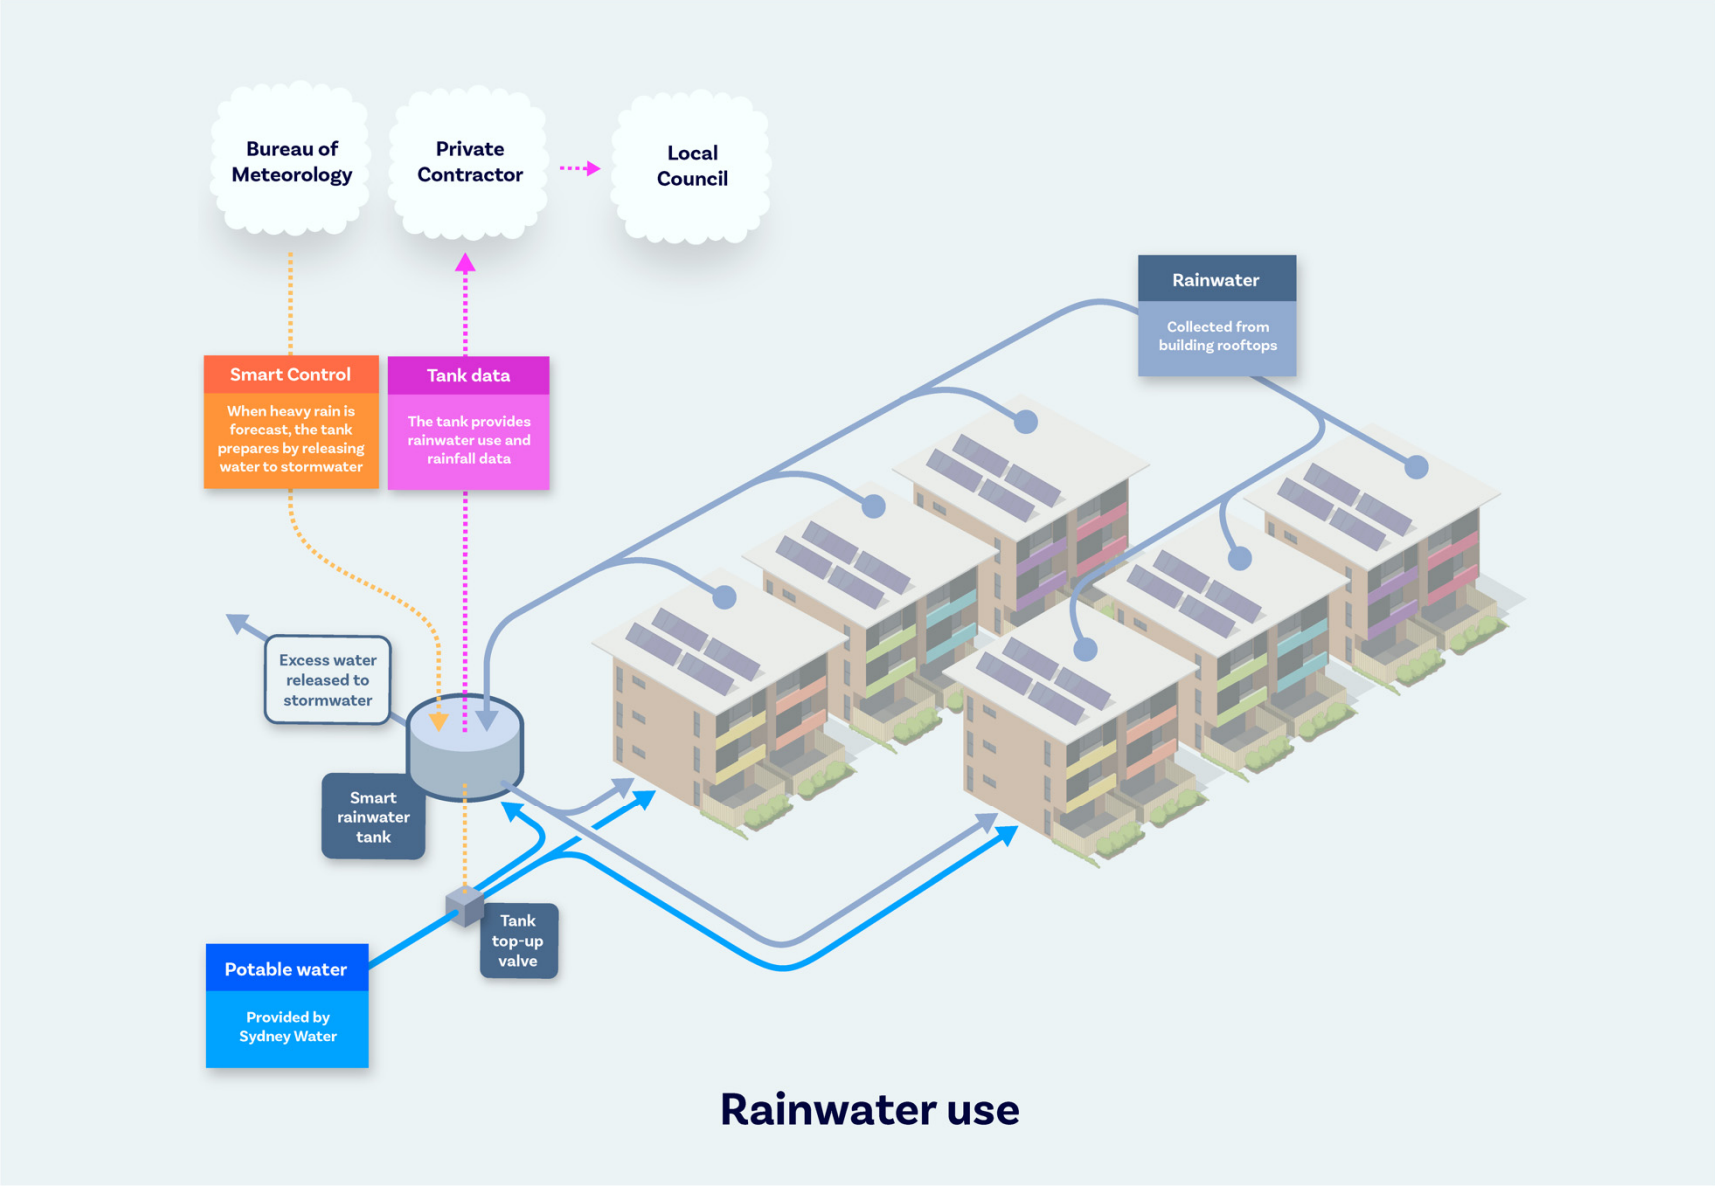 Bureau of
Meteorology
Private
Contractor
Local
Council
Rainwater
Collected from
building rooftops
Smart Control
When heavy rain is
forecast, the tank
prepares by releasing
water to stormwater
Tank data
The tank provides
rainwater use and
rainfall data
Excess water
released to
stormwater
Smart
rainwater
tank
Tank
top-up
valve
Potable water
Provided by
Sydney Water
Rainwater use